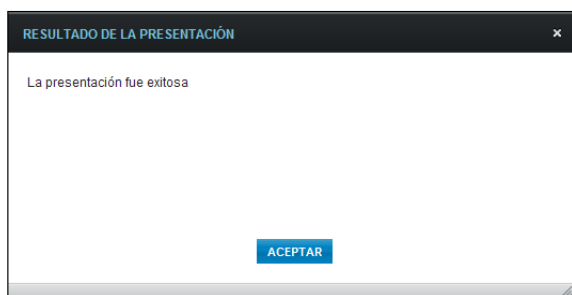 RESULTADO DE LA PRESENTACIÓN
La presentación fue exitosa
ACEPTAR